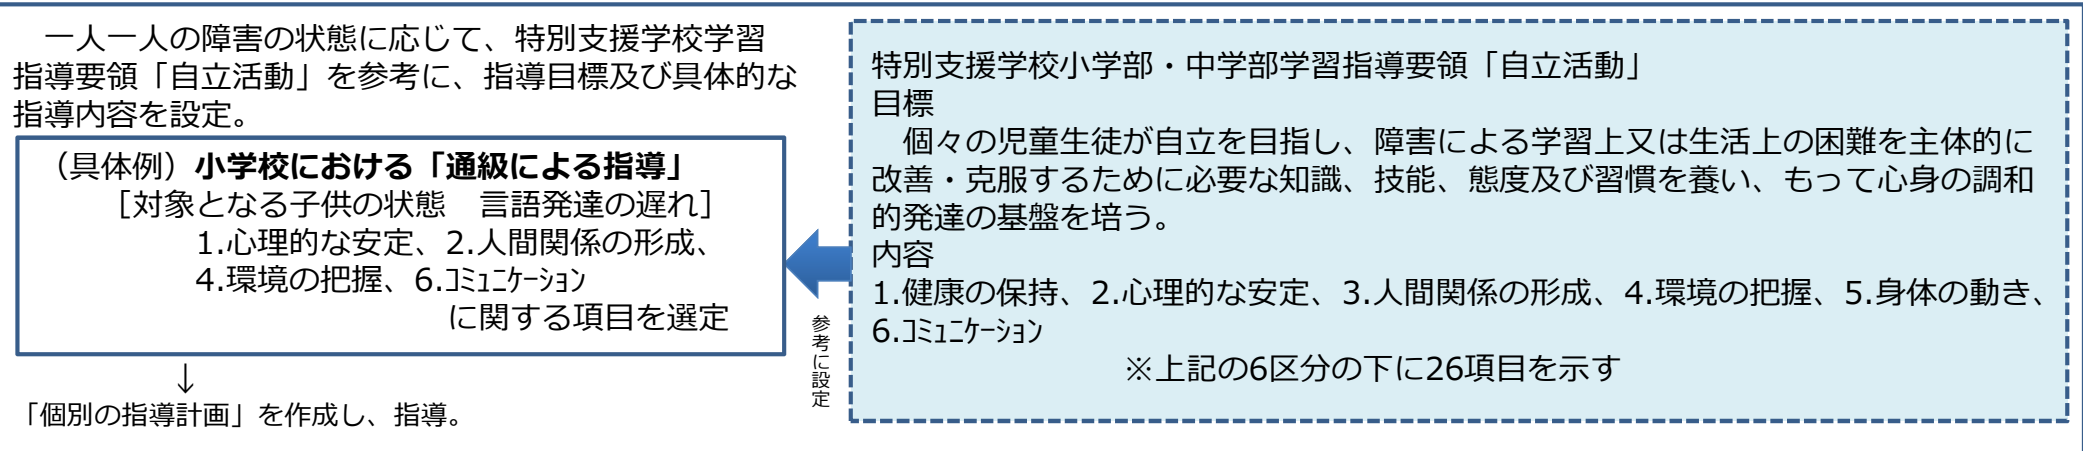 一人一人の障害の状態に応じて、特別支援学校学習
指導要領「自立活動」を参考に、指導目標及び具体的な
指導内容を設定。
（具体例）小学校における「通級による指導」
［対象となる子供の状態　言語発達の遅れ］
1.心理的な安定、2.人間関係の形成、
4.環境の把握、6.ｺﾐｭﾆｹｰｼｮﾝ
に関する項目を選定
↓
「個別の指導計画」を作成し、指導。
参考に設定
特別支援学校小学部・中学部学習指導要領「自立活動」
目標
個々の児童生徒が自立を目指し、障害による学習上又は生活上の困難を主体的に
改善・克服するために必要な知識、技能、態度及び習慣を養い、もって心身の調和
的発達の基盤を培う。
内容
1.健康の保持、2.心理的な安定、3.人間関係の形成、4.環境の把握、5.身体の動き、
6.ｺﾐｭﾆｹｰｼｮﾝ
※上記の6区分の下に26項目を示す